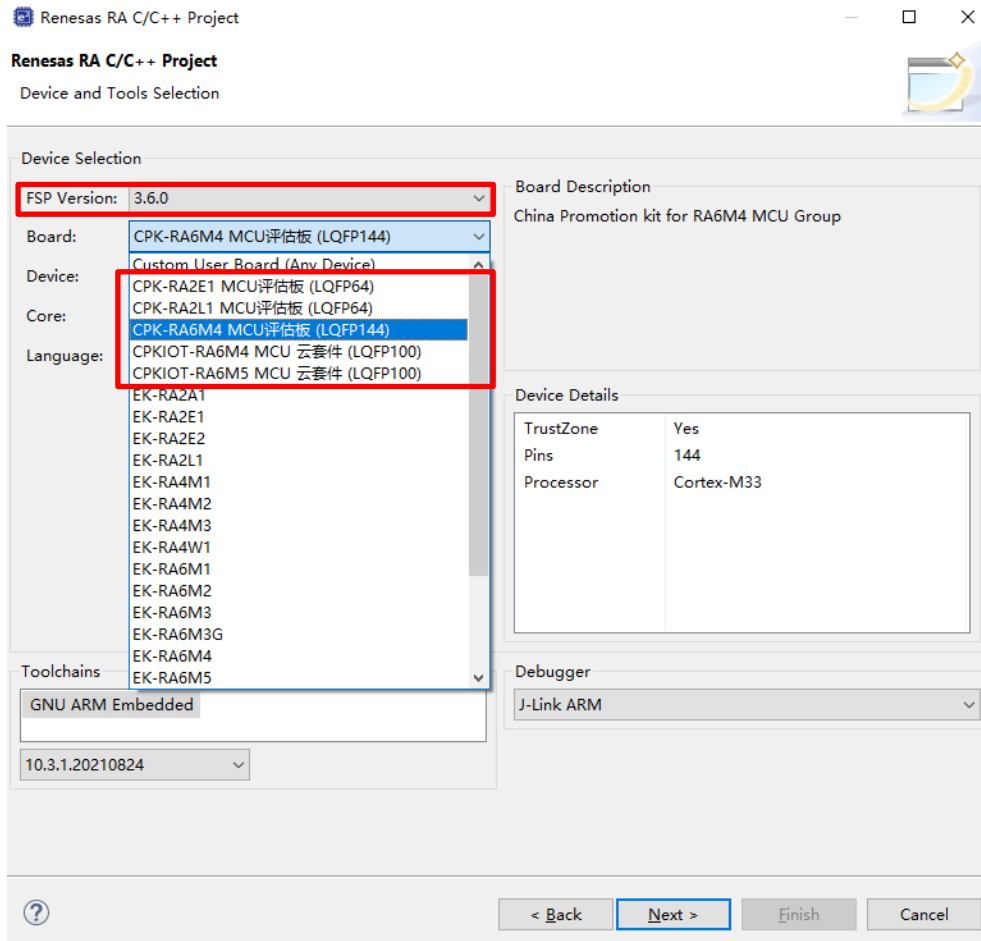 Renesas RA C/C++ Project
Renesas RA C/C++ Project
Device and Tools Selection
Device Selection
FSP Version: 3.6.0
Board: CPK-RA6M4 MCU评估板 (LQFP144)
Device:
Core:
Language:
Custom User Board (Any Device)
CPK-RA2E1 MCU评估板 (LQFP64)
CPK-RA2L1 MCU评估板 (LQFP64)
CPK-RA6M4 MCU评估板 (LQFP144)
CPKIOT-RA6M4 MCU 云套件 (LQFP100)
CPKIOT-RA6M5 MCU 云套件 (LQFP100)
EK-RA2A1
EK-RA2E1
EK-RA2E2
EK-RA2L1
EK-RA4M1
EK-RA4M2
EK-RA4M3
EK-RA4W1
EK-RA6M1
EK-RA6M2
EK-RA6M3
EK-RA6M3G
EK-RA6M4
EK-RA6M5
Board Description
China Promotion kit for RA6M4 MCU Group
Device Details
TrustZone Yes
Pins 144
Processor Cortex-M33
Toolchains
GNU ARM Embedded
10.3.1.20210824
Debugger
J-Link ARM
?
< Back
Next >
Finish
Cancel